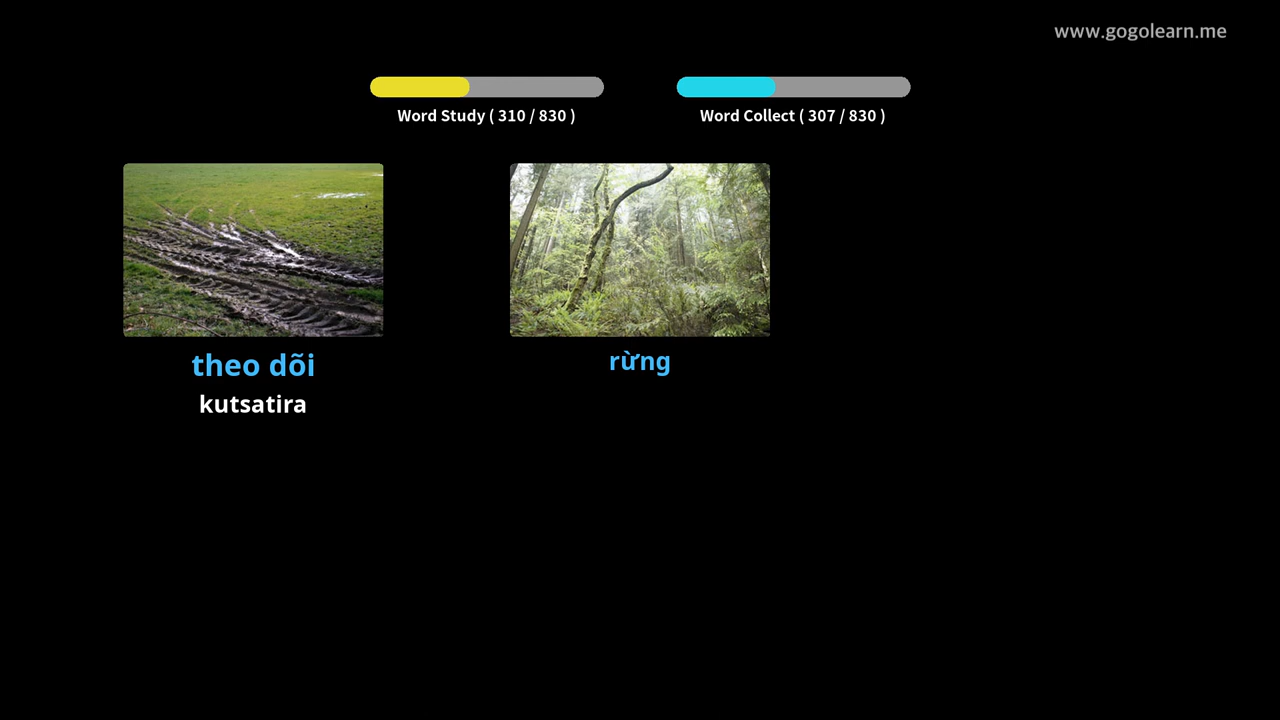 www.gogolearn.me
Word Study ( 310 / 830 )
Word Collect ( 307 / 830 )
theo dõi
kutsatira
rừng